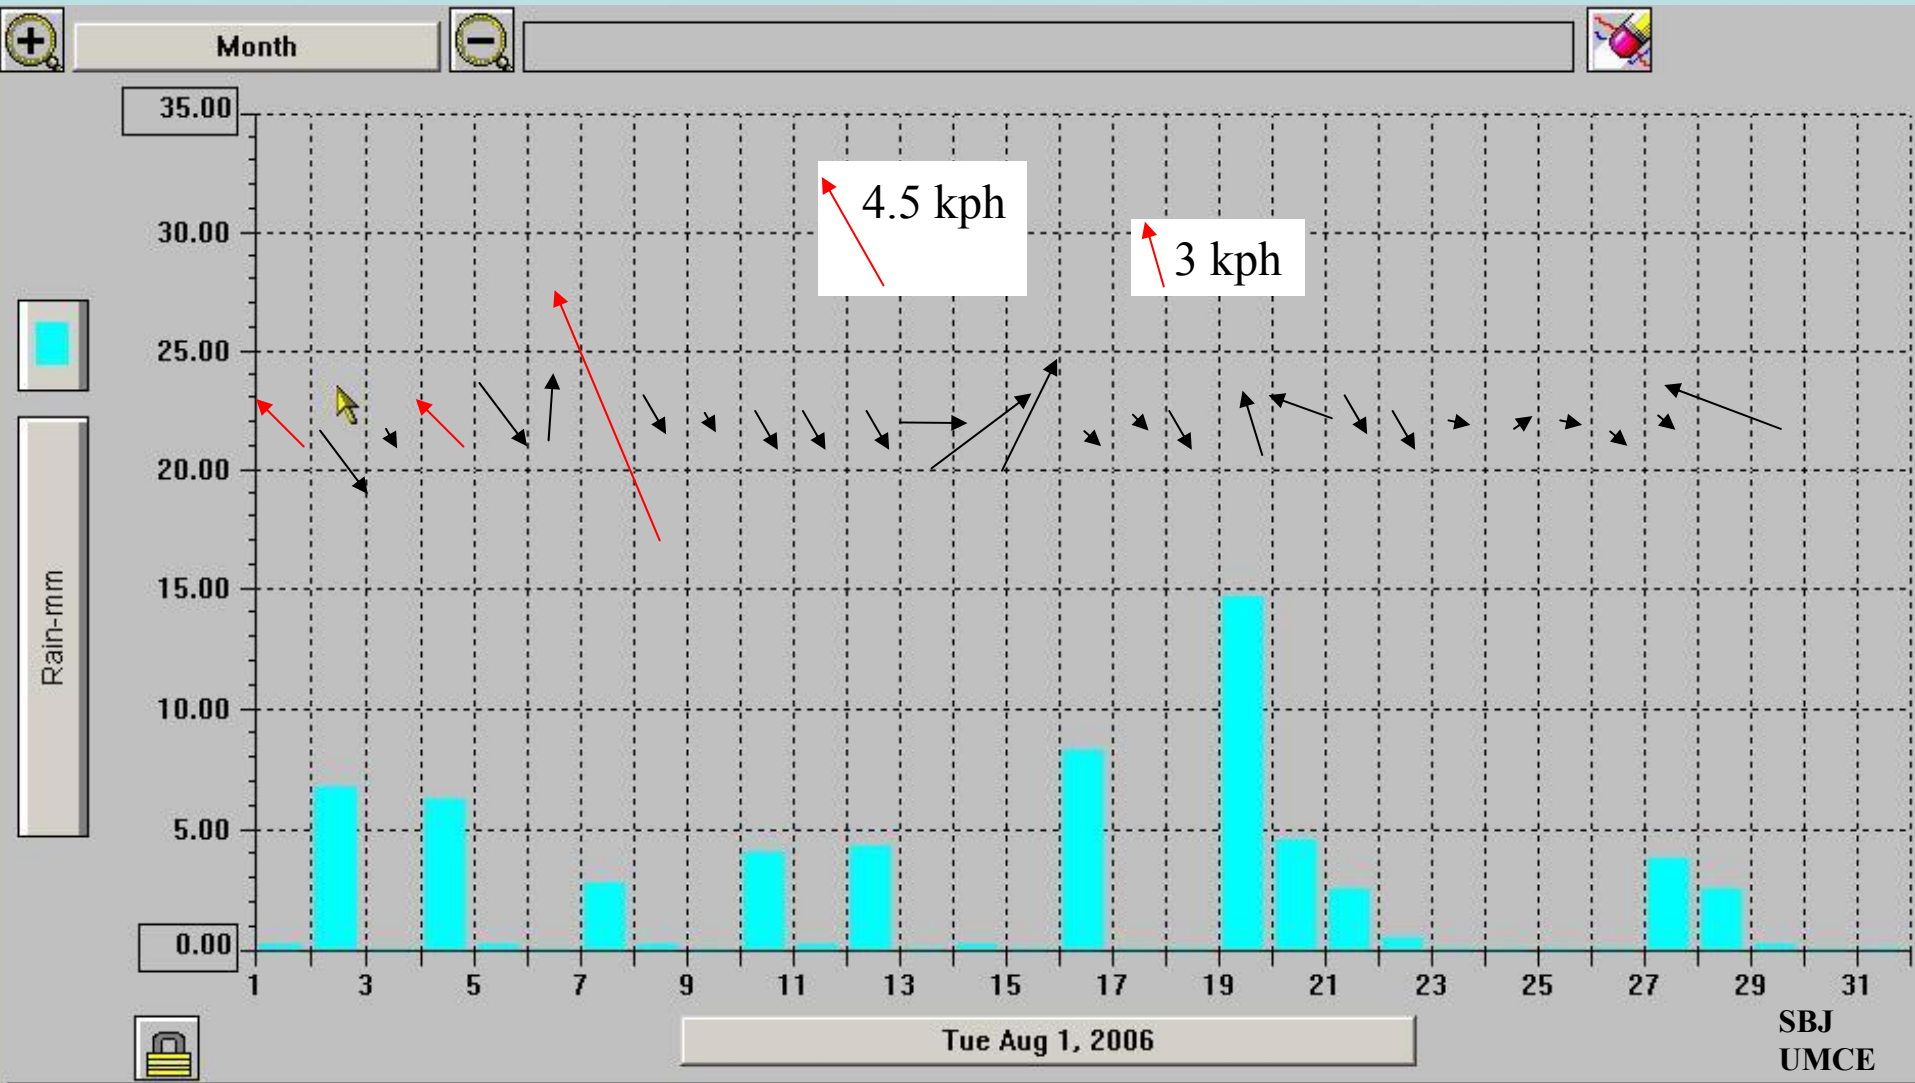 Month
35.00
30.00
25.00
20.00
15.00
10.00
5.00
0.00
Rain-mm
4.5 kph
3 kph
1 3 5 7 9 11 13 15 17 19 21 23 25 27 29 31
Tue Aug 1, 2006
SBJ
UMCE